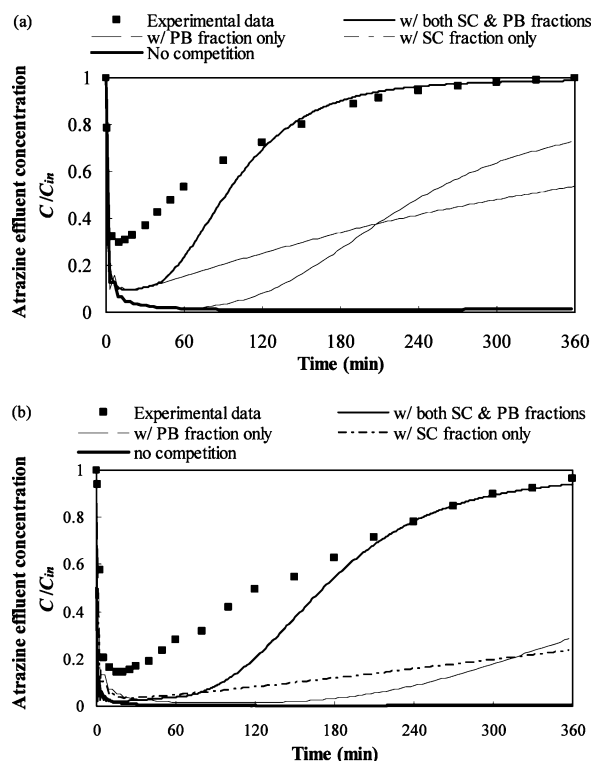 (a)
Experimental data
w/ both SC & PB fractions
w/ PB fraction only
w/ SC fraction only
No competition
Atrazine effluent concentration
C/Cin
1
0.8
0.6
0.4
0.2
0
0 60 120 180 240 300 360
Time (min)
(b)
Experimental data
w/ both SC & PB fractions
w/ PB fraction only
w/ SC fraction only
no competition
Atrazine effluent concentration
C/Cin
1
0.8
0.6
0.4
0.2
0
0 60 120 180 240 300 360
Time (min)